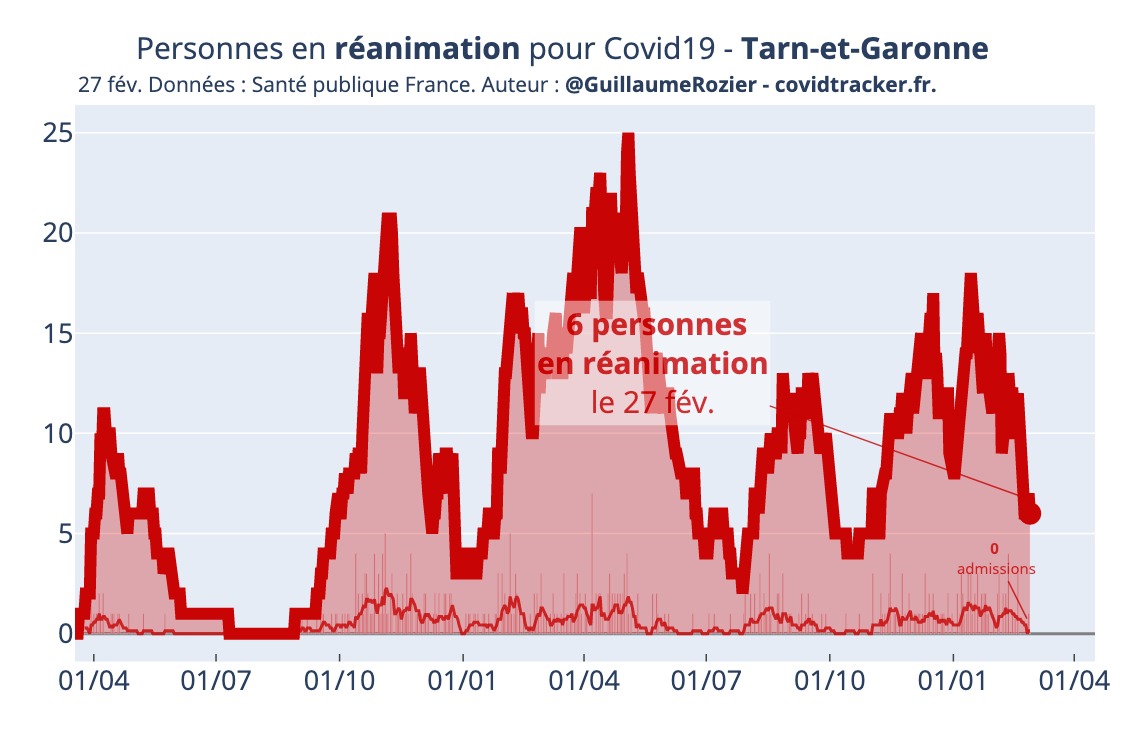 Personnes en réanimation pour Covid19 - Tarn-et-Garonne
27 fév. Données : Santé publique France. Auteur : @GuillaumeRozier - covidtracker.fr.
25
20
15
10
5
0
6 personnes
en réanimation
le 27 fév.
0
admissions
01/04 01/07 01/10 01/01 01/04 01/07 01/10 01/01 01/04